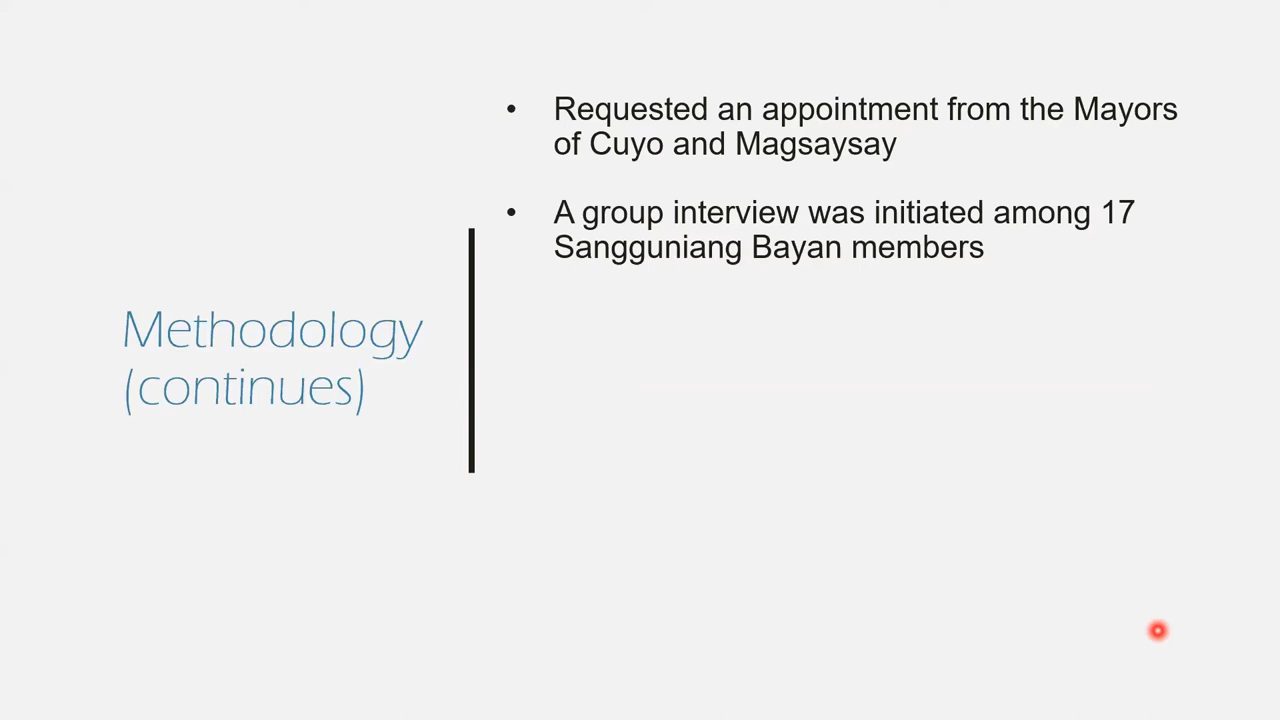 Methodology
(continues)
• Requested an appointment from the Mayors
of Cuyo and Magsaysay
• A group interview was initiated among 17
Sangguniang Bayan members